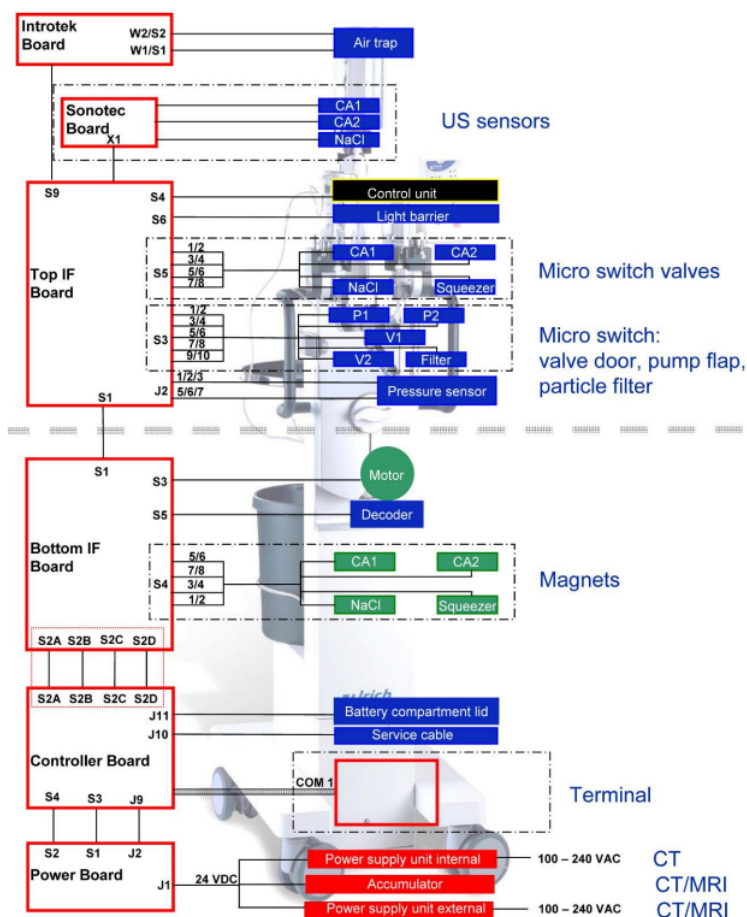 Introtek
Board
W2/S2
W1/S1
Air trap
Sonotec
Board
X1
CA1
CA2
NaCl
US sensors
S9
S4
Control unit
S6
Light barrier
Top IF
Board
S5
1/2
3/4
5/6
7/8
CA1
CA2
NaCl
Squeezer
Micro switch valves
S3
1/2
3/4
5/6
7/8
9/10
P1
P2
V1
V2
Filter
Micro switch:
valve door, pump flap,
particle filter
J2
1/2/3
5/6/7
Pressure sensor
S1
S1
S3
Motor
S5
Decoder
Bottom IF
Board
S4
5/6
7/8
3/4
1/2
CA1
CA2
NaCl
Squeezer
Magnets
S2A S2B S2C S2D
S2A S2B S2C S2D
J11
Battery compartment lid
J10
Service cable
Controller Board
COM 1
Terminal
S4 S3 J9
S2 S1 J2
Power Board
J1
24 VDC
Power supply unit internal
100 – 240 VAC
CT
Accumulator
CT/MRI
Power supply unit external
100 – 240 VAC
CT/MRI